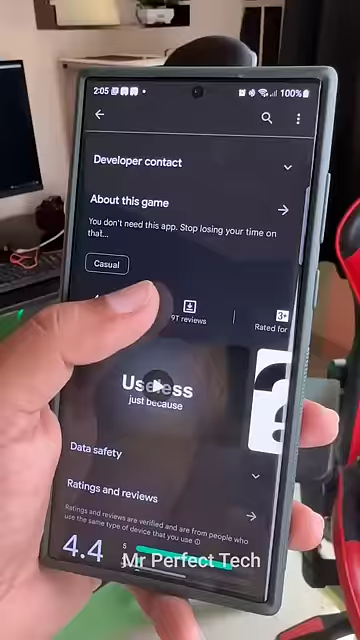 2:05
100%
Developer contact
About this game
You don't need this app. Stop losing your time on
that...
Casual
9T reviews
3+
Rated for
Useless
just because
Data safety
Ratings and reviews
Ratings and reviews are verified and are from people who
use the same type of device that you use
4.4
5
Mr Perfect Tech